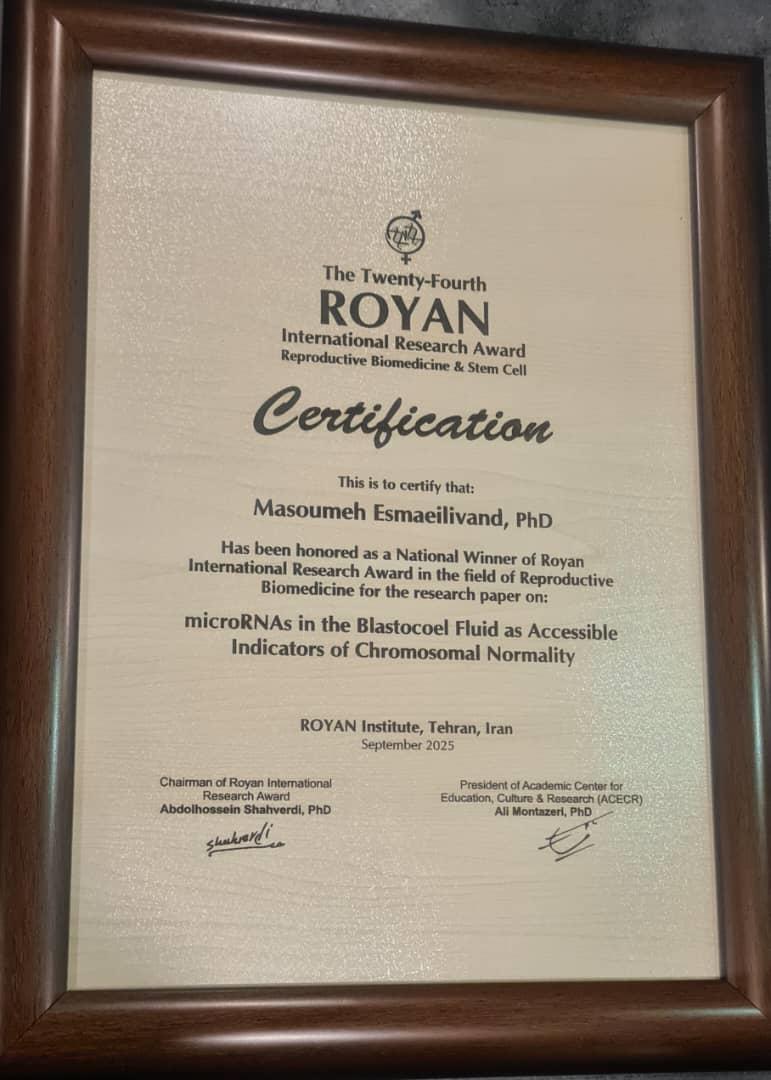 The Twenty-Fourth
ROYAN
International Research Award
Reproductive Biomedicine & Stem Cell
Certification
This is to certify that:
Masoumeh Esmaeilivand, PhD
Has been honored as a National Winner of Royan
International Research Award in the field of Reproductive
Biomedicine for the research paper on:
microRNAs in the Blastocoel Fluid as Accessible
Indicators of Chromosomal Normality
ROYAN Institute, Tehran, Iran
September 2025
Chairman of Royan International
Research Award
Abdolhossein Shahverdi, PhD
shahverdi
President of Academic Center for
Education, Culture & Research (ACECR)
Ali Montazeri, PhD